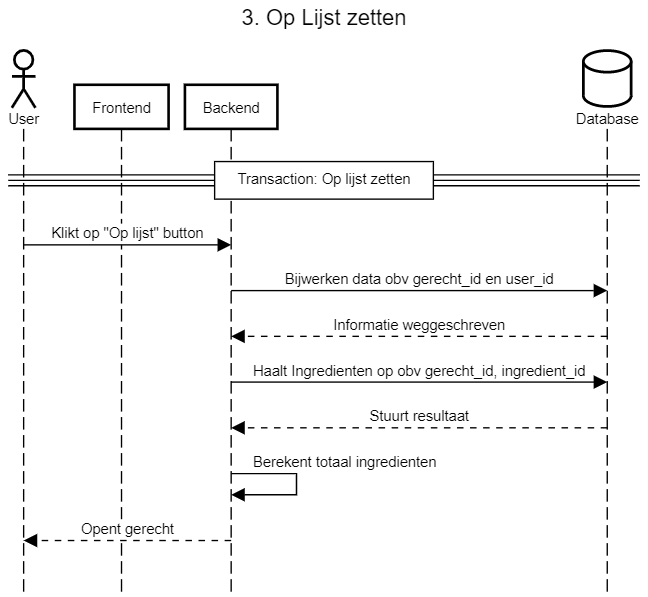 3. Op Lijst zetten
User
Frontend
Backend
Database
Transaction: Op lijst zetten
Klikt op "Op lijst" button
Bijwerken data obv gerecht_id en user_id
Informatie weggeschreven
Haalt Ingredienten op obv gerecht_id, ingredient_id
Stuurt resultaat
Berekent totaal ingredienten
Opent gerecht